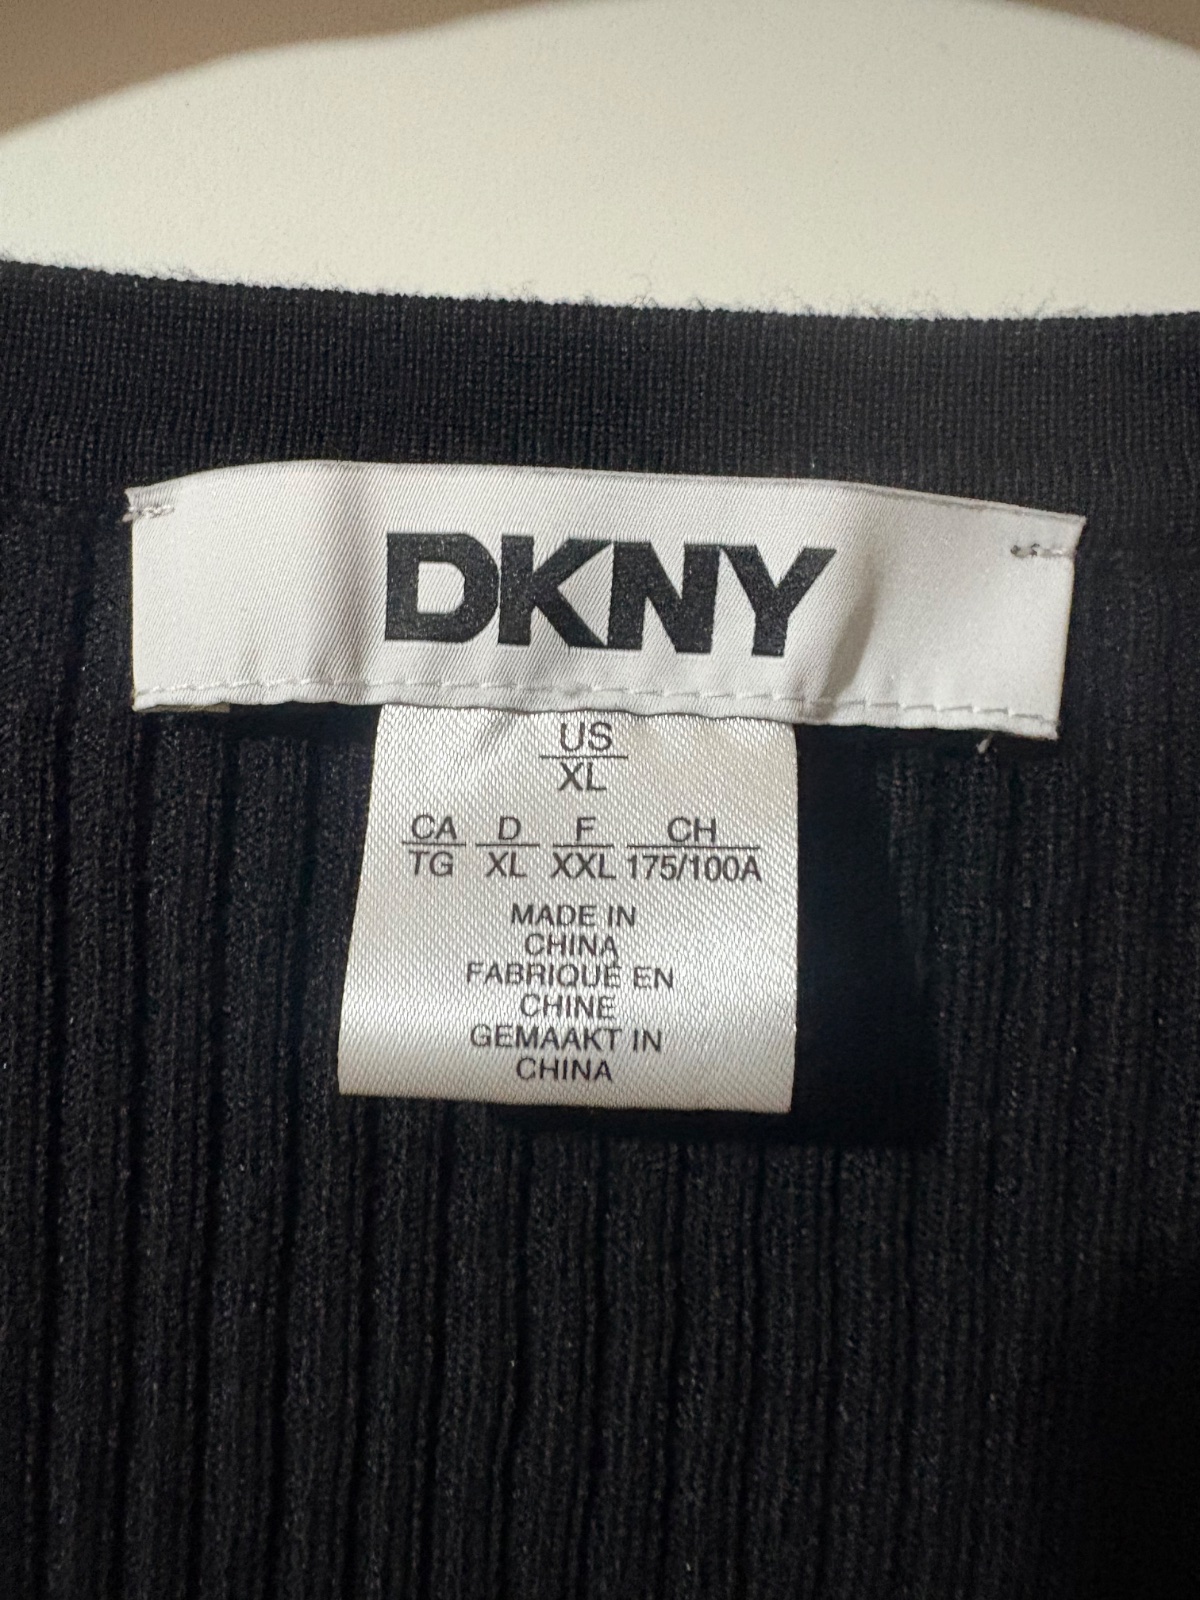 DKNY
US
XL
CA D F CH
TG XL XXL 175/100A
MADE IN
CHINA
FABRIQUÉ EN
CHINE
GEMAAKT IN
CHINA